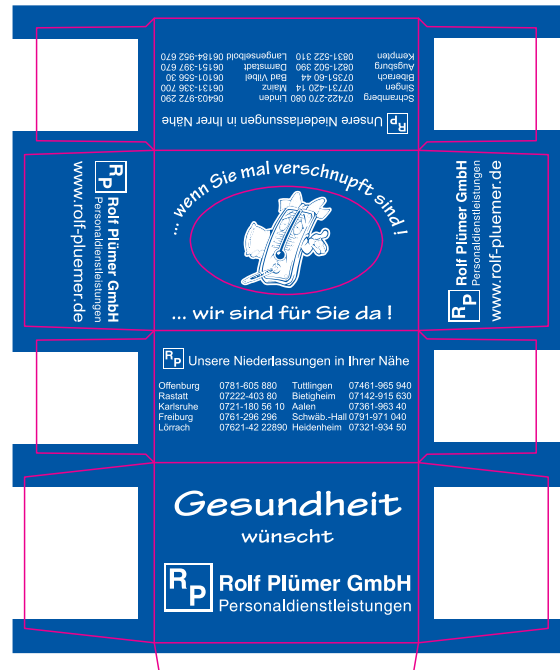 RP Unsere Niederlassungen in Ihrer Nähe
Schramberg 07422-270 080 Linden 06403-972 290
Singen 07731-420 14 Mainz 06131-336 700
Biberach 07351-60 44 Bad Vilbel 06101-556 30
Augsburg 0821-502 390 Darmstadt 06151-397 670
Kempten 0831-522 310 Langenselbold 06184-952 670
RP Rolf Plümer GmbH
Personaldienstleistungen
www.rolf-pluemer.de
... wenn Sie mal verschnupft sind !
... wir sind für Sie da !
RP Rolf Plümer GmbH
Personaldienstleistungen
www.rolf-pluemer.de
RP Unsere Niederlassungen in Ihrer Nähe
Offenburg 0781-605 880 Tuttlingen 07461-965 940
Rastatt 07222-403 80 Bietigheim 07142-915 630
Karlsruhe 0721-180 56 10 Aalen 07361-963 40
Freiburg 0761-296 296 Schwäb.-Hall 0791-971 040
Lörrach 07621-42 22890 Heidenheim 07321-934 50
Gesundheit
wünscht
RP Rolf Plümer GmbH
Personaldienstleistungen